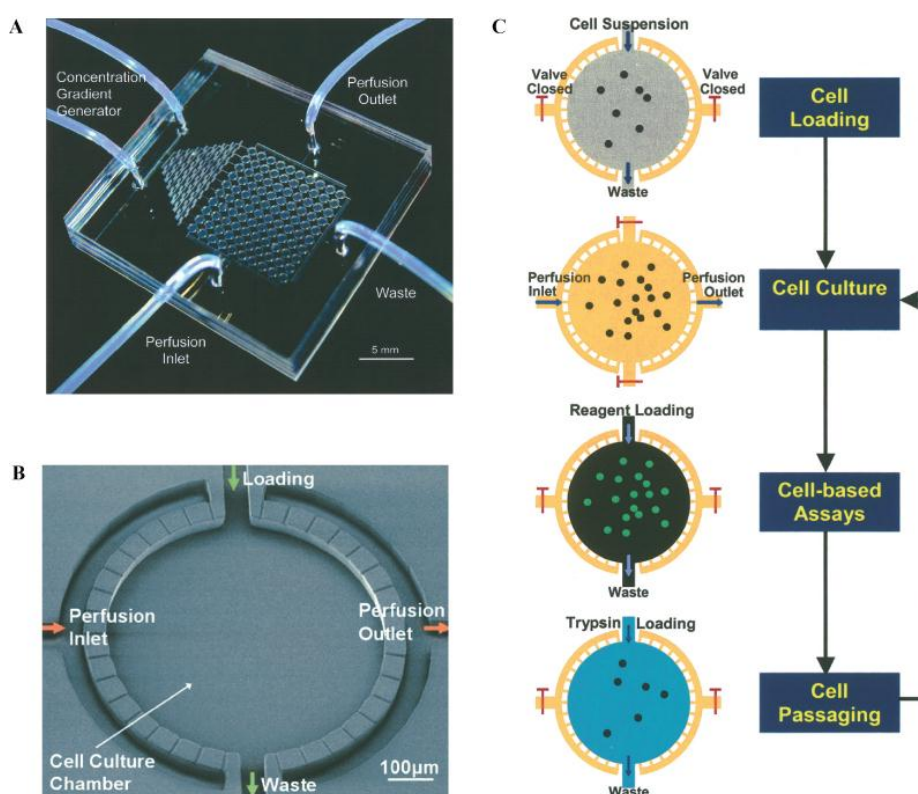 A
Concentration
Gradient
Generator
Perfusion
Outlet
Waste
Perfusion
Inlet
5 mm
B
Loading
Perfusion
Inlet
Perfusion
Outlet
Cell Culture
Chamber
Waste
100µm
C
Cell Suspension
Valve
Closed
Valve
Closed
Waste
Cell
Loading
Perfusion
Inlet
Perfusion
Outlet
Cell Culture
Reagent Loading
Waste
Cell-based
Assays
Trypsin Loading
Waste
Cell
Passaging